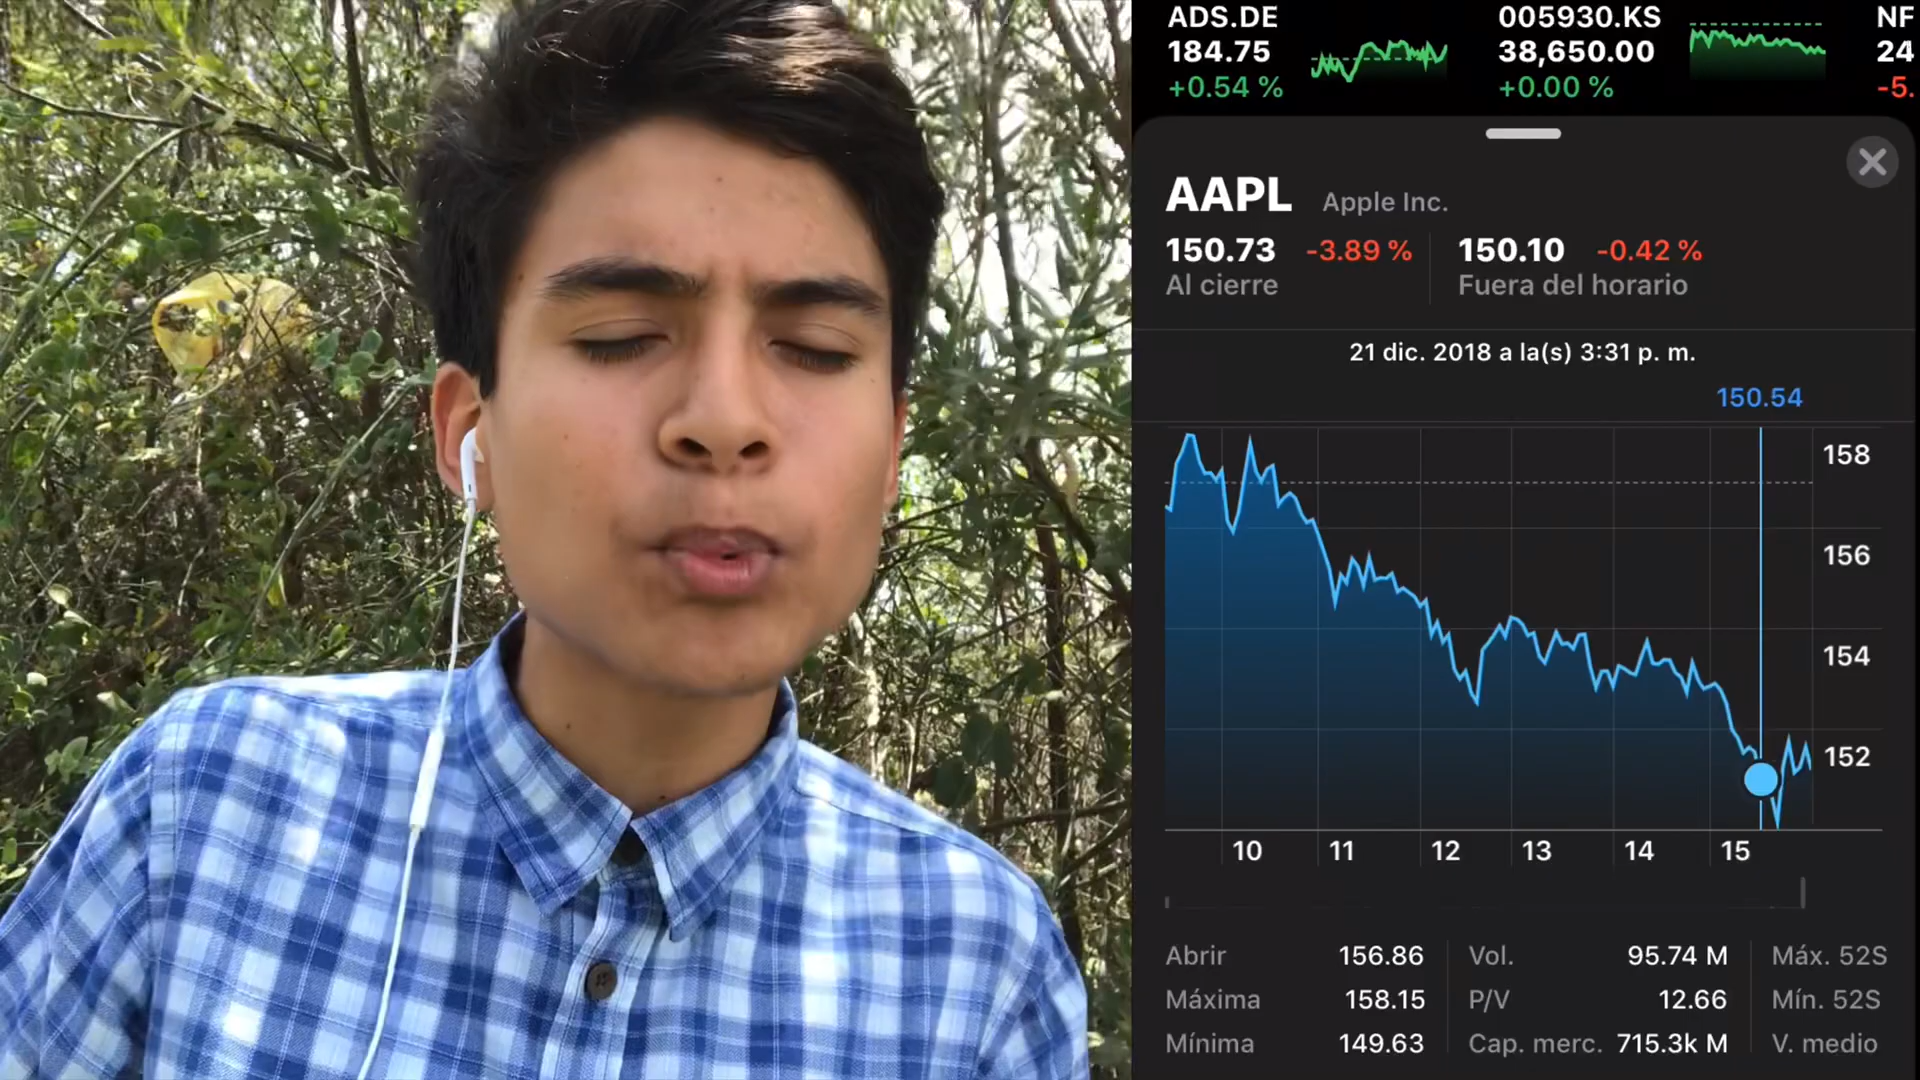 ADS.DE
184.75
+0.54 %
005930.KS
38,650.00
+0.00 %
NF
24
-5.
AAPL Apple Inc.
150.73 -3.89 % 150.10 -0.42 %
Al cierre Fuera del horario
21 dic. 2018 a la(s) 3:31 p. m.
150.54
158
156
154
152
10 11 12 13 14 15
Abrir 156.86 Vol. 95.74 M Máx. 52S
Máxima 158.15 P/V 12.66 Mín. 52S
Mínima 149.63 Cap. merc. 715.3k M V. medio